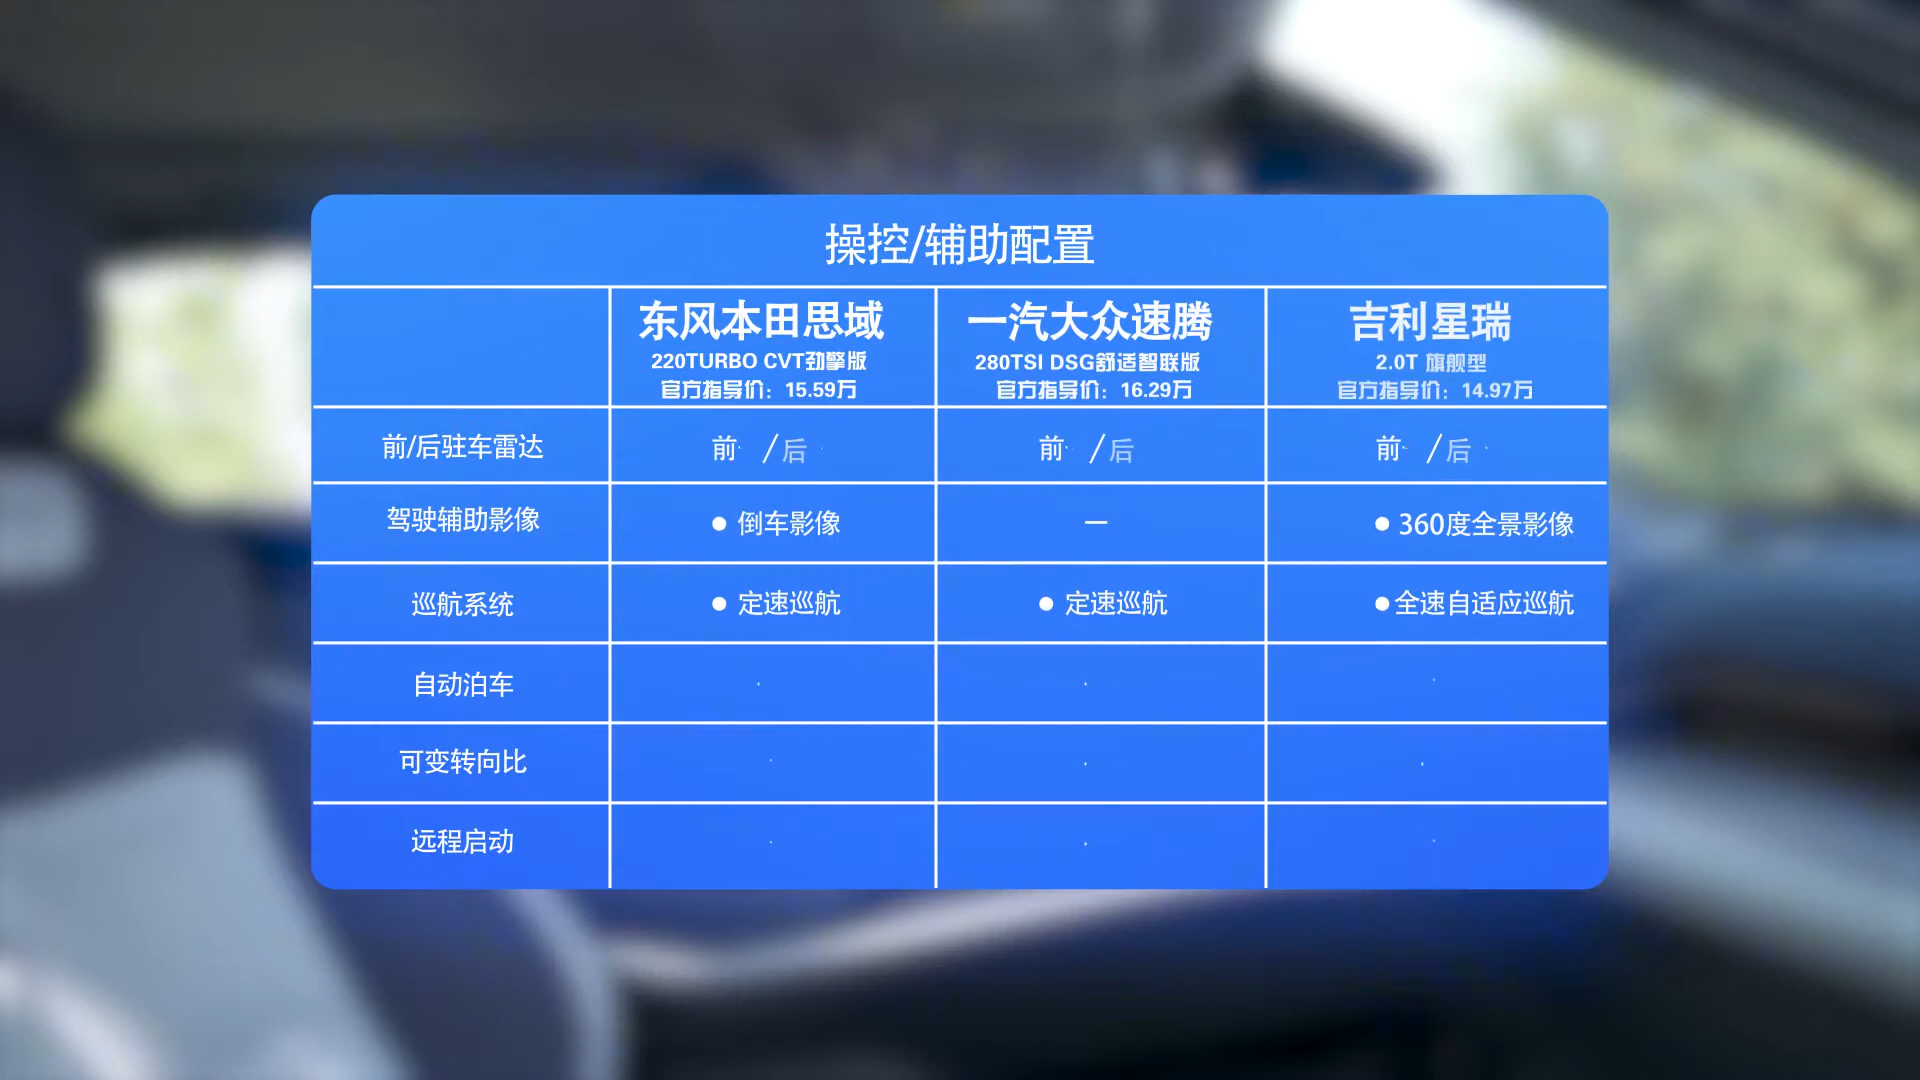 操控/辅助配置
东风本田思域 一汽大众速腾 吉利星瑞
220TURBO CVT劲擎版 280TSI DSG舒适智联版 2.0T 旗舰型
官方指导价：15.59万 官方指导价：16.29万 官方指导价：14.97万
前/后驻车雷达 前 /后 前 /后 前 /后
驾驶辅助影像 ● 倒车影像 — ● 360度全景影像
巡航系统 ● 定速巡航 ● 定速巡航 ● 全速自适应巡航
自动泊车
可变转向比
远程启动